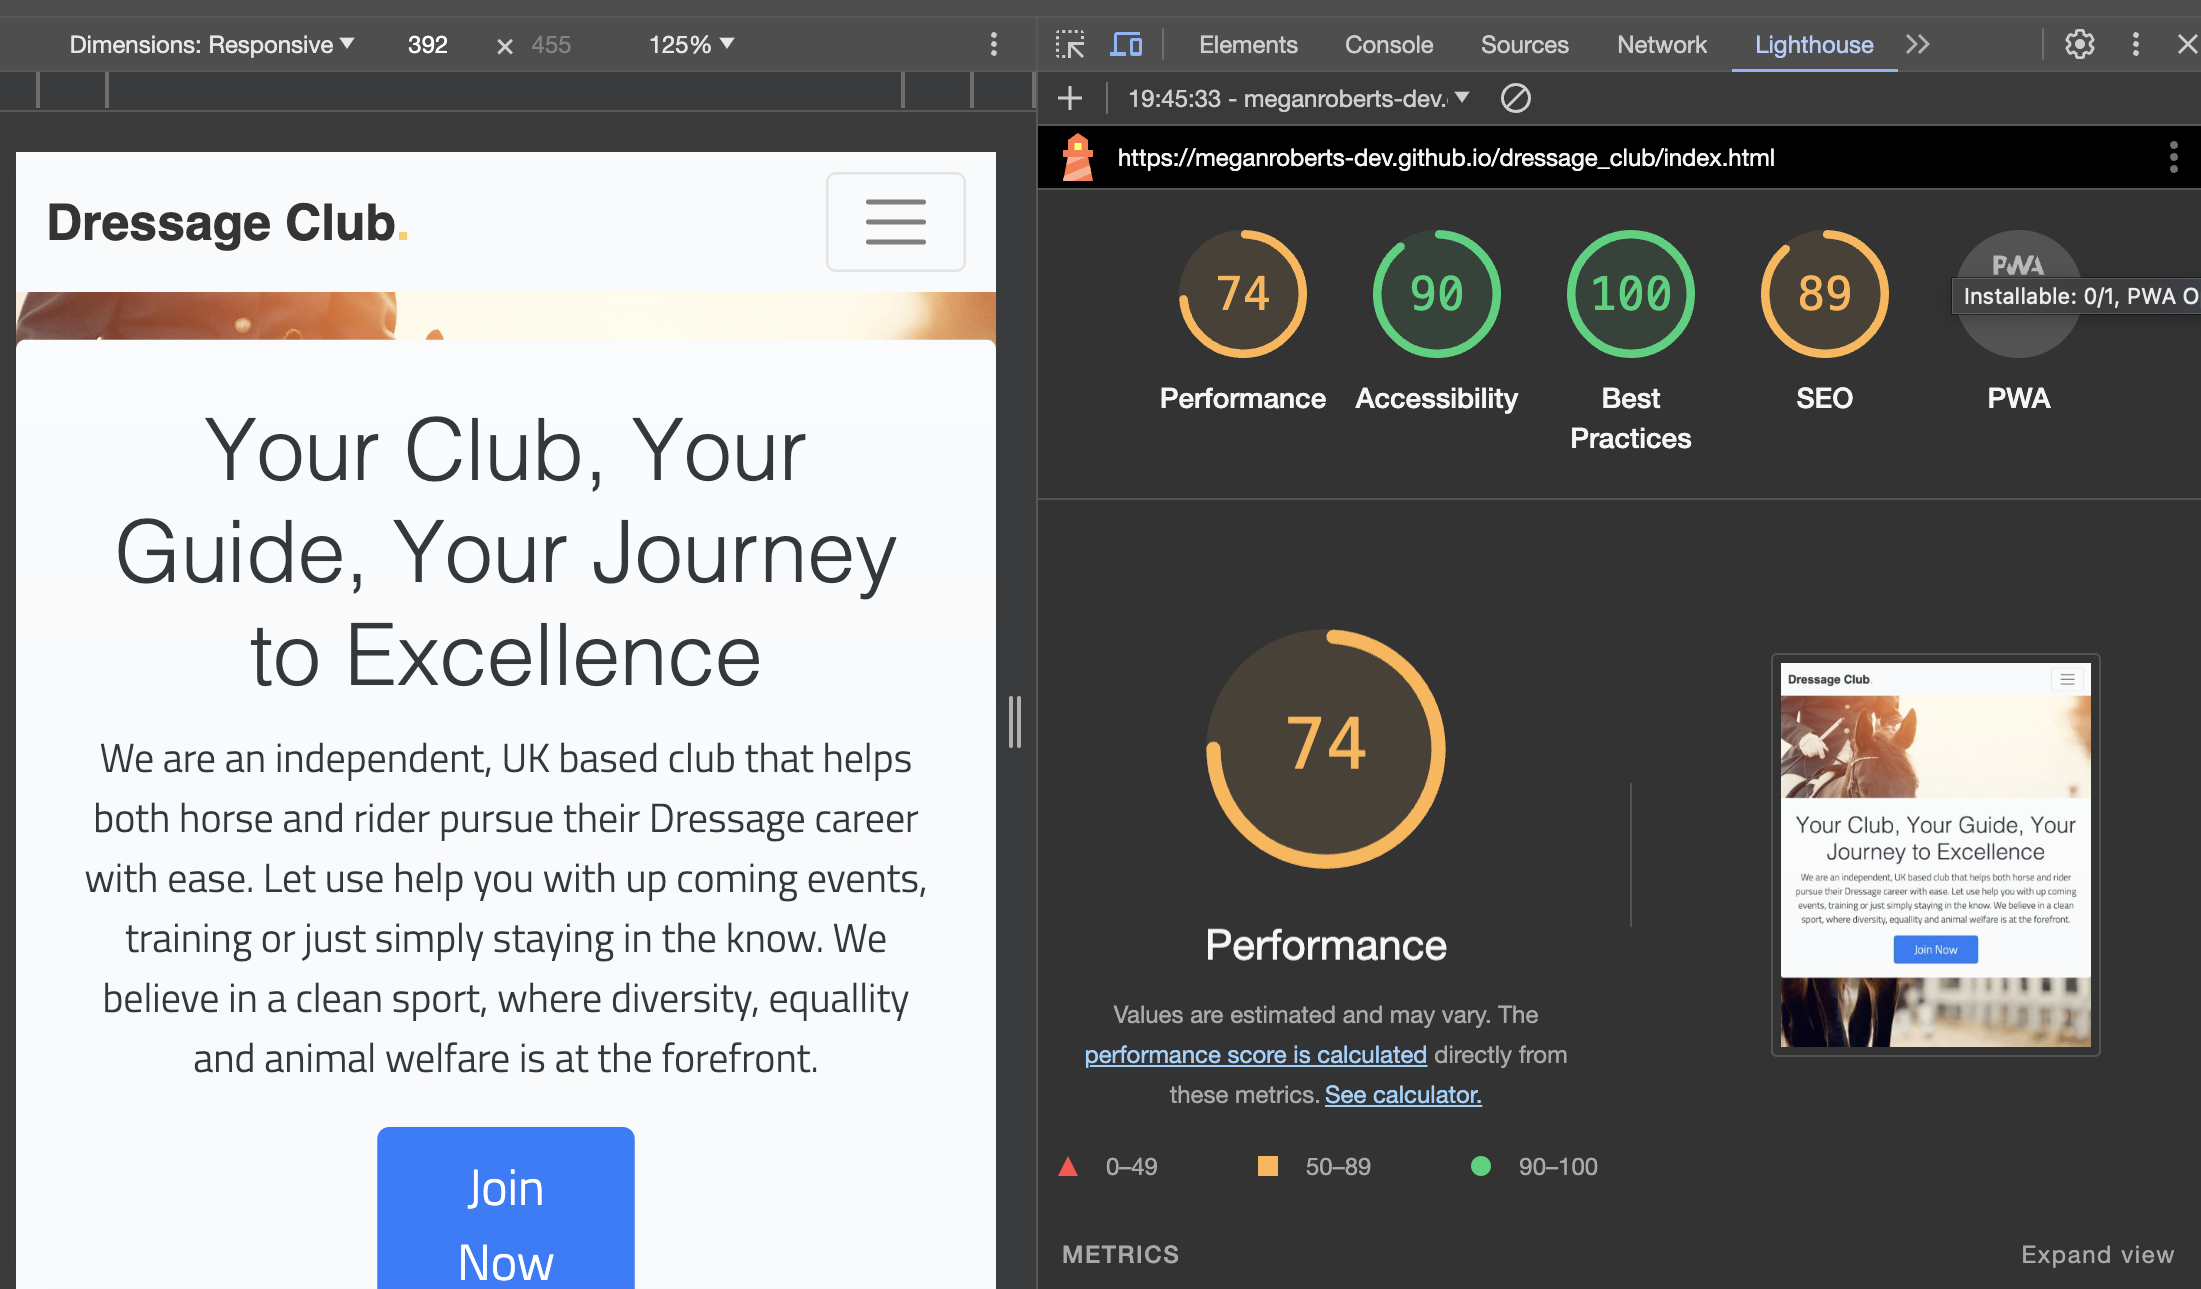 Dimensions: Responsive 392 × 455 125%
Elements Console Sources Network Lighthouse
19:45:33 - meganroberts-dev.
https://meganroberts-dev.github.io/dressage_club/index.html
Dressage Club.
Your Club, Your
Guide, Your Journey
to Excellence
We are an independent, UK based club that helps
both horse and rider pursue their Dressage career
with ease. Let use help you with up coming events,
training or just simply staying in the know. We
believe in a clean sport, where diversity, equallity
and animal welfare is at the forefront.
Join
Now
74 90 100 89 PWA
Installable: 0/1, PWA O
Performance Accessibility Best Practices SEO PWA
74
Performance
Values are estimated and may vary. The
performance score is calculated directly from
these metrics. See calculator.
0–49 50–89 90–100
Dressage Club
Your Club, Your Guide, Your
Journey to Excellence
We are an independent, UK based club that helps both horse and rider
pursue their Dressage career with ease. Let use help you with up coming
events, training or just simply staying in the know. We believe in a clean
sport, where diversity, equallity and animal welfare is at the forefront.
Join Now
METRICS Expand view